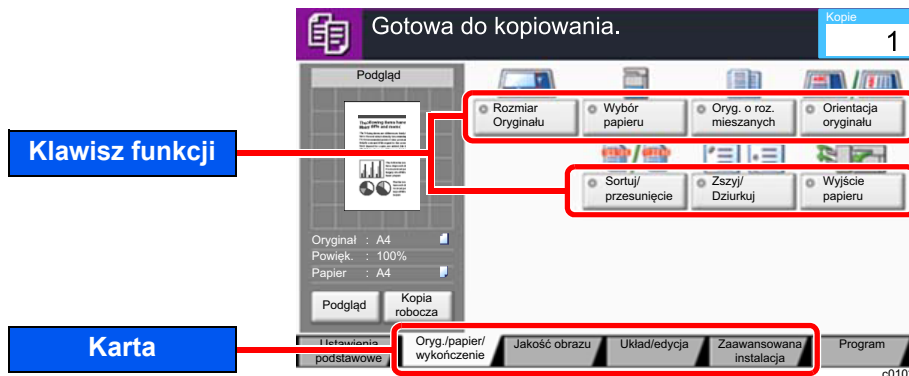 Gotowa do kopiowania.
Kopie
1
Podgląd
Rozmiar
Oryginału
Wybór
papieru
Oryg. o roz.
mieszanych
Orientacja
oryginału
Klawisz funkcji
Sortuj/
przesunięcie
Zszyj/
Dziurkuj
Wyjście
papieru
Oryginał : A4
Powięk. : 100%
Papier : A4
Podgląd
Kopia
robocza
Karta
Ustawienia
podstawowe
Oryg./papier/
wykończenie
Jakość obrazu
Układ/edycja
Zaawansowana
instalacja
Program